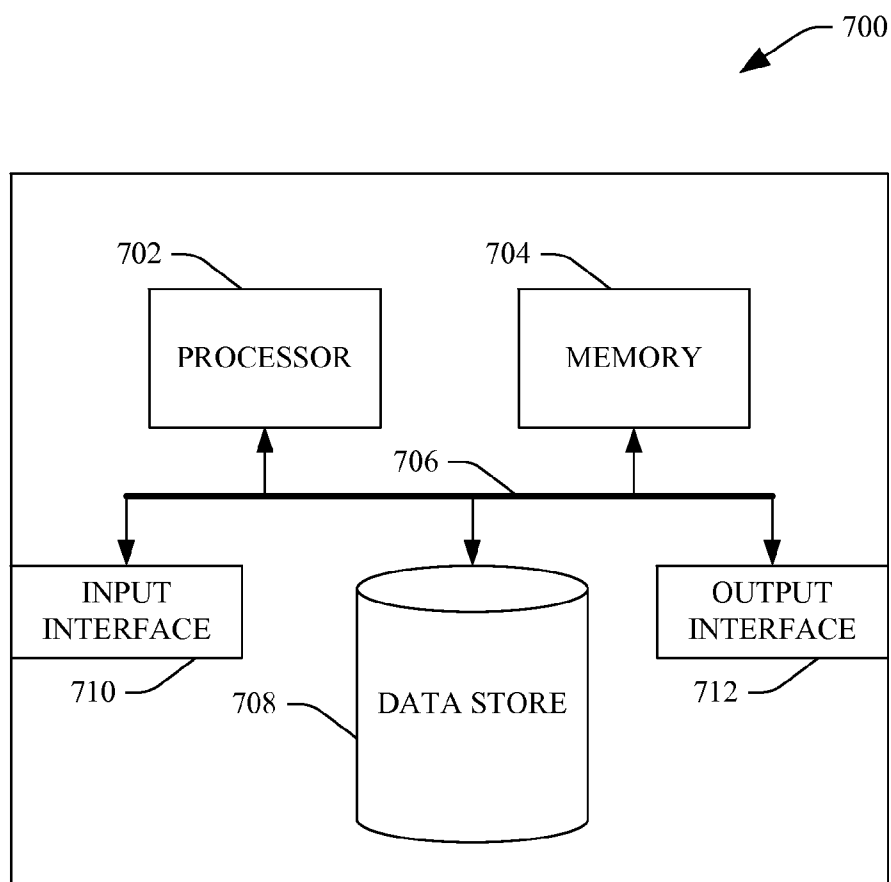 700
702
704
PROCESSOR
MEMORY
706
INPUT
INTERFACE
OUTPUT
INTERFACE
710
708
DATA STORE
712